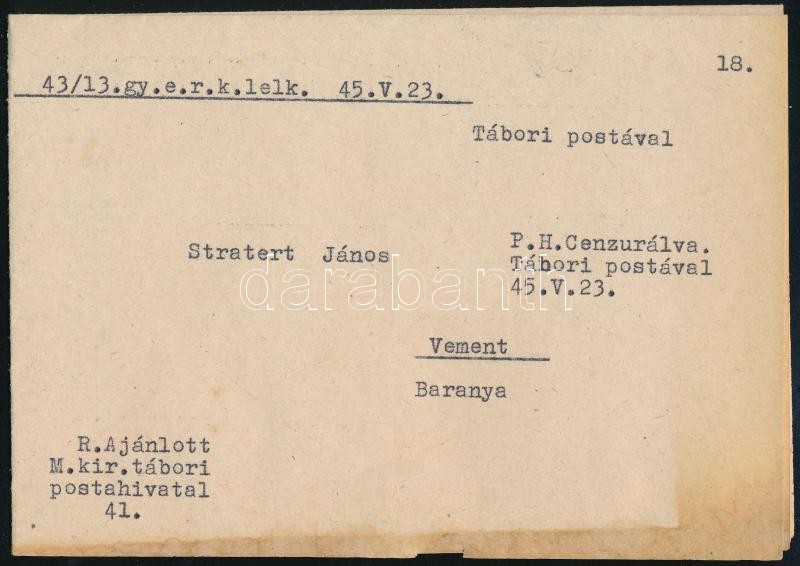 18.
43/13.gy.e.r.k.lelk. 45.V.23.
Tábori postával
Stratert János
P.H.Cenzurálva.
Tábori postával
45.V.23.
darabanth
Vement
Baranya
R.Ajánlott
M.kir.tábori
postahivatal
41.